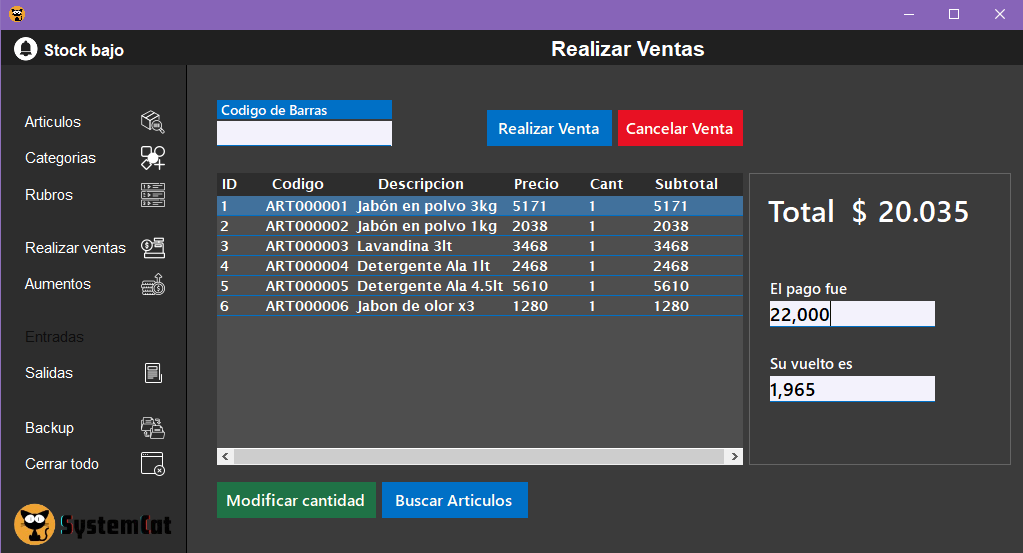 Stock bajo
Realizar Ventas
Articulos
Categorias
Rubros
Realizar ventas
Aumentos
Entradas
Salidas
Backup
Cerrar todo
SystemCat
Codigo de Barras
Realizar Venta
Cancelar Venta
ID Codigo Descripcion Precio Cant Subtotal
1 ART000001 Jabón en polvo 3kg 5171 1 5171
2 ART000002 Jabón en polvo 1kg 2038 1 2038
3 ART000003 Lavandina 3lt 3468 1 3468
4 ART000004 Detergente Ala 1lt 2468 1 2468
5 ART000005 Detergente Ala 4.5lt 5610 1 5610
6 ART000006 Jabon de olor x3 1280 1 1280
Modificar cantidad
Buscar Articulos
Total $ 20.035
El pago fue
22,000
Su vuelto es
1,965